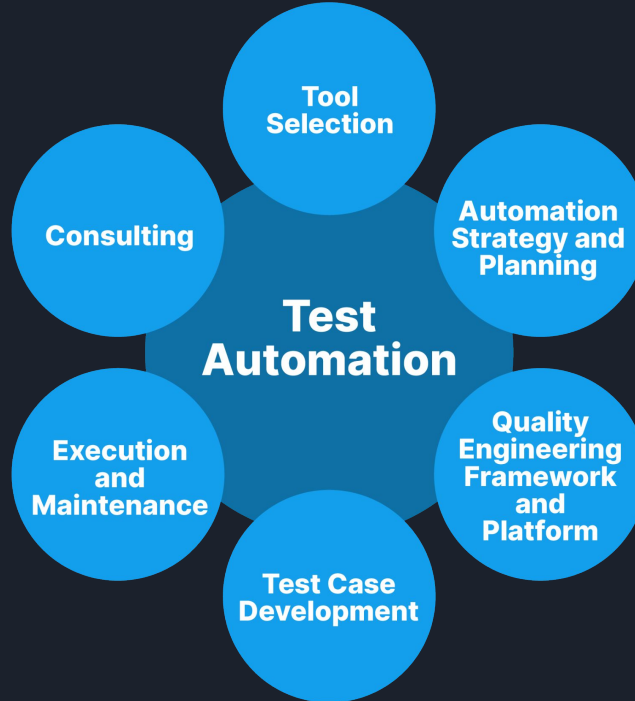 Tool
Selection
Automation
Strategy and
Planning
Consulting
Test
Automation
Quality
Engineering
Framework
and
Platform
Execution
and
Maintenance
Test Case
Development